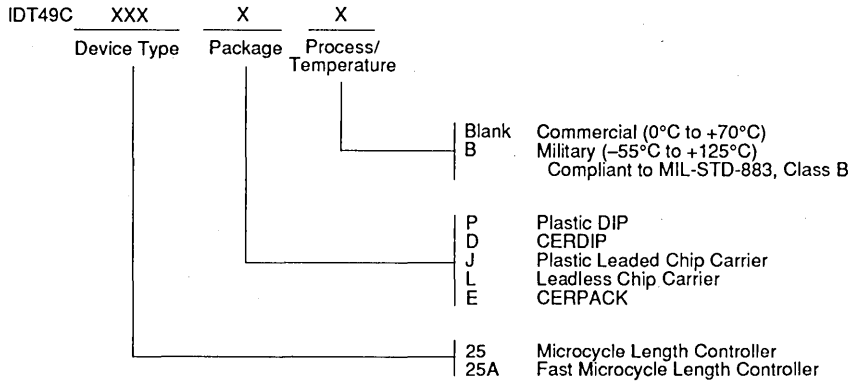 IDT49C XXX X X
Device Type Package Process/
Temperature
Blank Commercial (0°C to +70°C)
B Military (–55°C to +125°C)
Compliant to MIL-STD-883, Class B
P Plastic DIP
D CERDIP
J Plastic Leaded Chip Carrier
L Leadless Chip Carrier
E CERPACK
25 Microcycle Length Controller
25A Fast Microcycle Length Controller